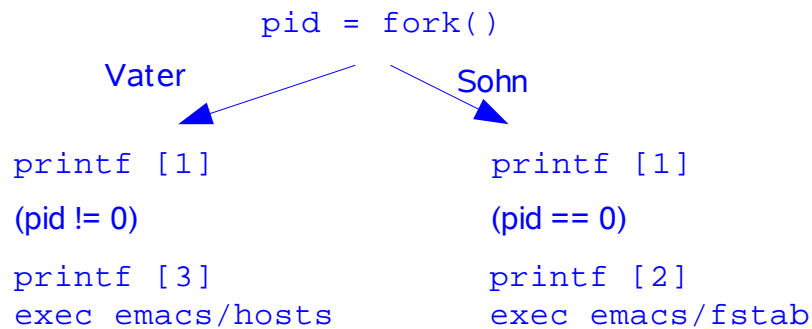 pid = fork()
Vater
Sohn
printf [1]
printf [1]
(pid != 0)
(pid == 0)
printf [3]
printf [2]
exec emacs/hosts
exec emacs/fstab